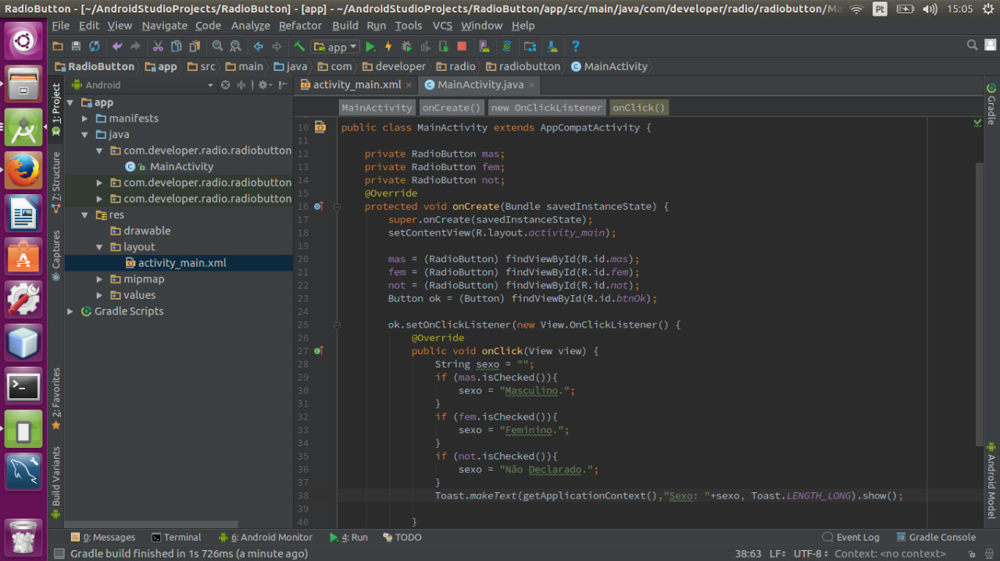 RadioButton - [~/AndroidStudioProjects/RadioButton] - [app] - ~/AndroidStudioProjects/RadioButton/app/src/main/java/com/developer/radio/radiobutton/Ma
Pt
15:05
File Edit View Navigate Code Analyze Refactor Build Run Tools VCS Window Help
app
RadioButton app src main java com developer radio radiobutton MainActivity
Android
activity_main.xml MainActivity.java
MainActivity onCreate() new OnClickListener onClick()
1: Project
7: Structure
Captures
2: Favorites
Build Variants
app
manifests
java
com.developer.radio.radiobutton
MainActivity
com.developer.radio.radiobutton
com.developer.radio.radiobutton
res
drawable
layout
activity_main.xml
mipmap
values
Gradle Scripts
10 public class MainActivity extends AppCompatActivity {
11
12 private RadioButton mas;
13 private RadioButton fem;
14 private RadioButton not;
15 @Override
16 protected void onCreate(Bundle savedInstanceState) {
17 super.onCreate(savedInstanceState);
18 setContentView(R.layout.activity_main);
19
20 mas = (RadioButton) findViewById(R.id.mas);
21 fem = (RadioButton) findViewById(R.id.fem);
22 not = (RadioButton) findViewById(R.id.not);
23 Button ok = (Button) findViewById(R.id.btnOk);
24
25 ok.setOnClickListener(new View.OnClickListener() {
26 @Override
27 public void onClick(View view) {
28 String sexo = "";
29 if (mas.isChecked()){
30 sexo = "Masculino.";
31 }
32 if (fem.isChecked()){
33 sexo = "Feminino.";
34 }
35 if (not.isChecked()){
36 sexo = "Não Declarado.";
37 }
38 Toast.makeText(getApplicationContext(),"Sexo: "+sexo, Toast.LENGTH_LONG).show();
39
40 }
Gradle
Android Model
0: Messages Terminal 6: Android Monitor 4: Run TODO Event Log Gradle Console
Gradle build finished in 1s 726ms (a minute ago) 38:63 LF÷ UTF-8÷ Context: <no context>